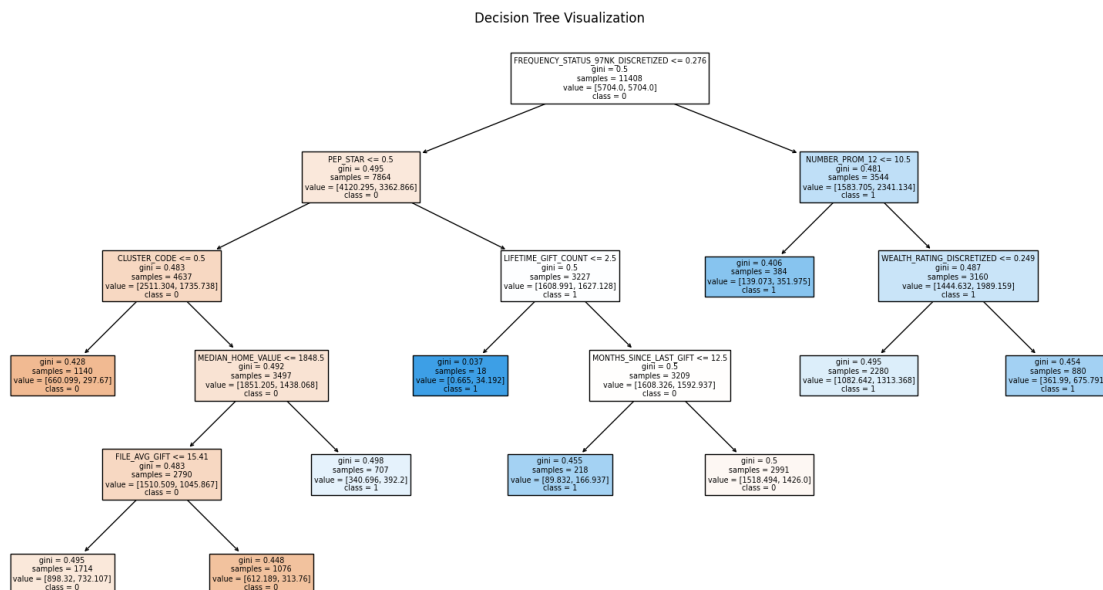 Decision Tree Visualization
FREQUENCY_STATUS_97NK_DISCRETIZED <= 0.276
gini = 0.5
samples = 11408
value = [5704.0, 5704.0]
class = 0
PEP_STAR <= 0.5
gini = 0.495
samples = 7864
value = [4120.295, 3362.866]
class = 0
NUMBER_PROM_12 <= 10.5
gini = 0.481
samples = 3544
value = [1583.705, 2341.134]
class = 1
CLUSTER_CODE <= 0.5
gini = 0.483
samples = 4637
value = [2511.304, 1735.738]
class = 0
LIFETIME_GIFT_COUNT <= 2.5
gini = 0.5
samples = 3227
value = [1608.991, 1627.128]
class = 1
gini = 0.406
samples = 384
value = [139.073, 351.975]
class = 1
WEALTH_RATING_DISCRETIZED <= 0.249
gini = 0.487
samples = 3160
value = [1444.632, 1989.159]
class = 1
gini = 0.428
samples = 1140
value = [660.099, 297.67]
class = 0
MEDIAN_HOME_VALUE <= 1848.5
gini = 0.492
samples = 3497
value = [1851.205, 1438.068]
class = 0
gini = 0.037
samples = 18
value = [0.665, 34.192]
class = 1
MONTHS_SINCE_LAST_GIFT <= 12.5
gini = 0.5
samples = 3209
value = [1608.326, 1592.937]
class = 0
gini = 0.495
samples = 2280
value = [1082.642, 1313.368]
class = 1
gini = 0.454
samples = 880
value = [361.99, 675.791]
class = 1
FILE_AVG_GIFT <= 15.41
gini = 0.483
samples = 2790
value = [1510.509, 1045.867]
class = 0
gini = 0.498
samples = 707
value = [340.696, 392.2]
class = 1
gini = 0.455
samples = 218
value = [89.832, 166.937]
class = 1
gini = 0.5
samples = 2991
value = [1518.494, 1426.0]
class = 0
gini = 0.495
samples = 1714
value = [898.32, 732.107]
class = 0
gini = 0.448
samples = 1076
value = [612.189, 313.76]
class = 0